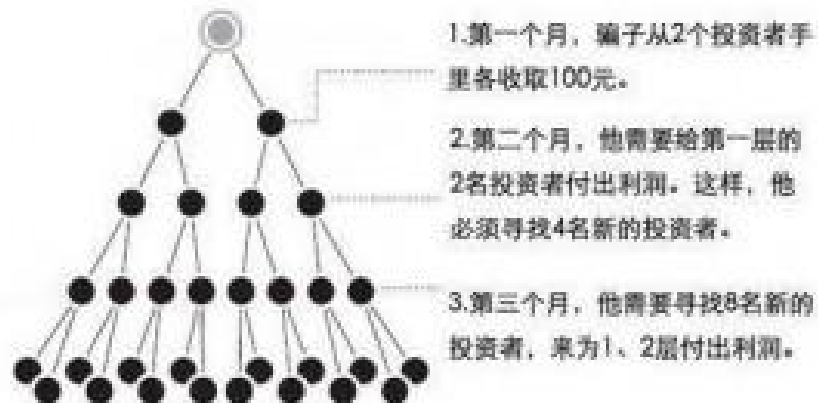 1.第一个月，骗子从2个投资者手
里各收取100元。
2.第二个月，他需要给第一层的
2名投资者付出利润。这样，他
必须寻找4名新的投资者。
3.第三个月，他需要寻找8名新的
投资者，来为1、2层付出利润。